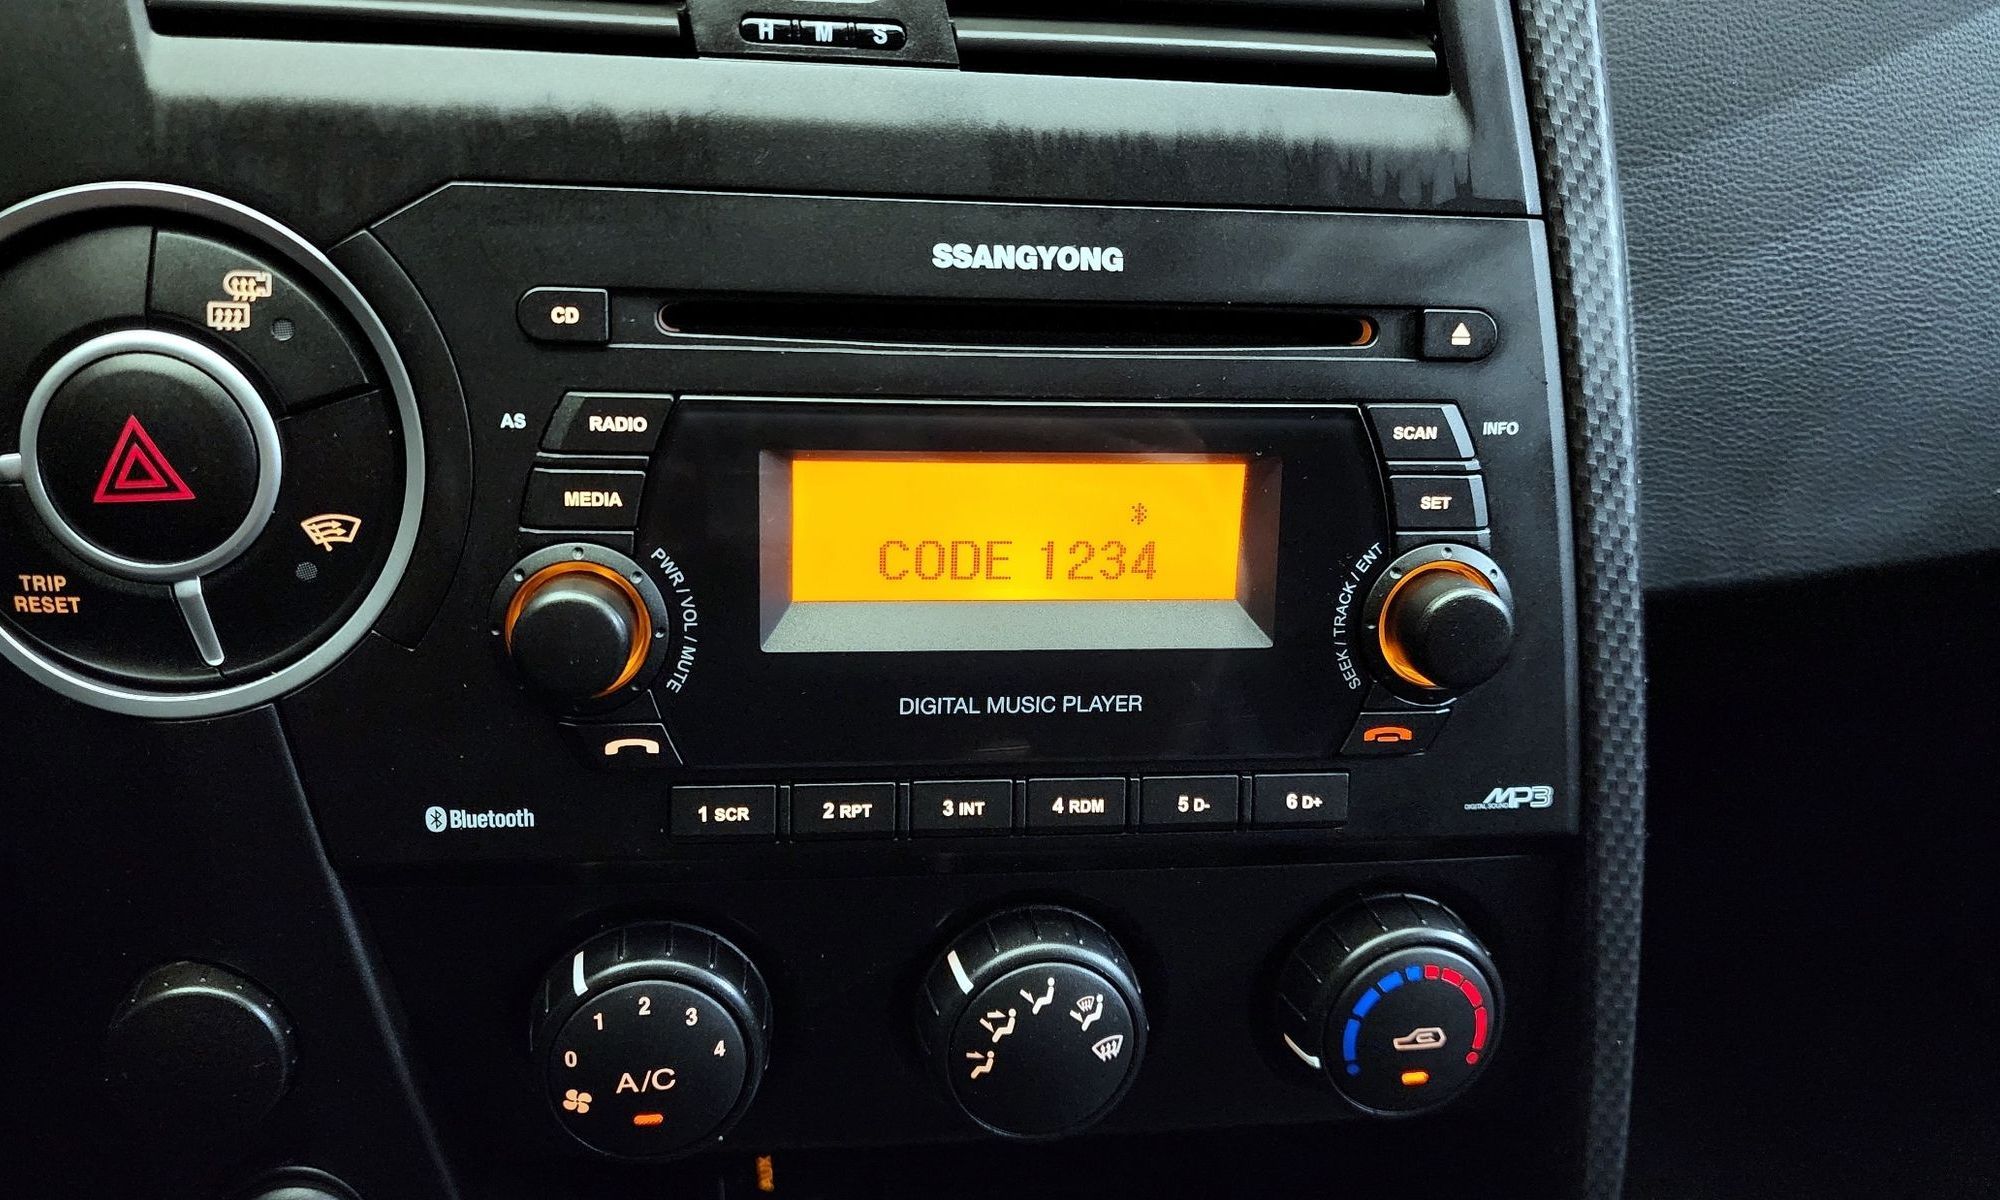 H M S
SSANGYONG
CD
AS
RADIO
SCAN
INFO
MEDIA
SET
CODE 1234
PWR / VOL / MUTE
SEEK / TRACK / ENT
TRIP
RESET
DIGITAL MUSIC PLAYER
1 SCR
2 RPT
3 INT
4 RDM
5 D-
6 D+
Bluetooth
MP3
DIGITAL SOUND
0
1
2
3
4
A/C